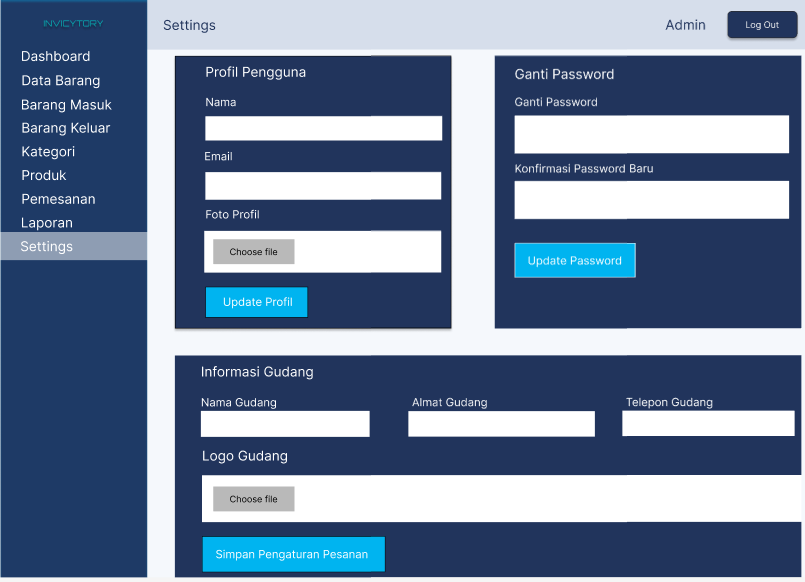 INVICYTORY
Dashboard
Data Barang
Barang Masuk
Barang Keluar
Kategori
Produk
Pemesanan
Laporan
Settings
Settings
Admin
Log Out
Profil Pengguna
Nama
Email
Foto Profil
Choose file
Update Profil
Ganti Password
Ganti Password
Konfirmasi Password Baru
Update Password
Informasi Gudang
Nama Gudang
Almat Gudang
Telepon Gudang
Logo Gudang
Choose file
Simpan Pengaturan Pesanan